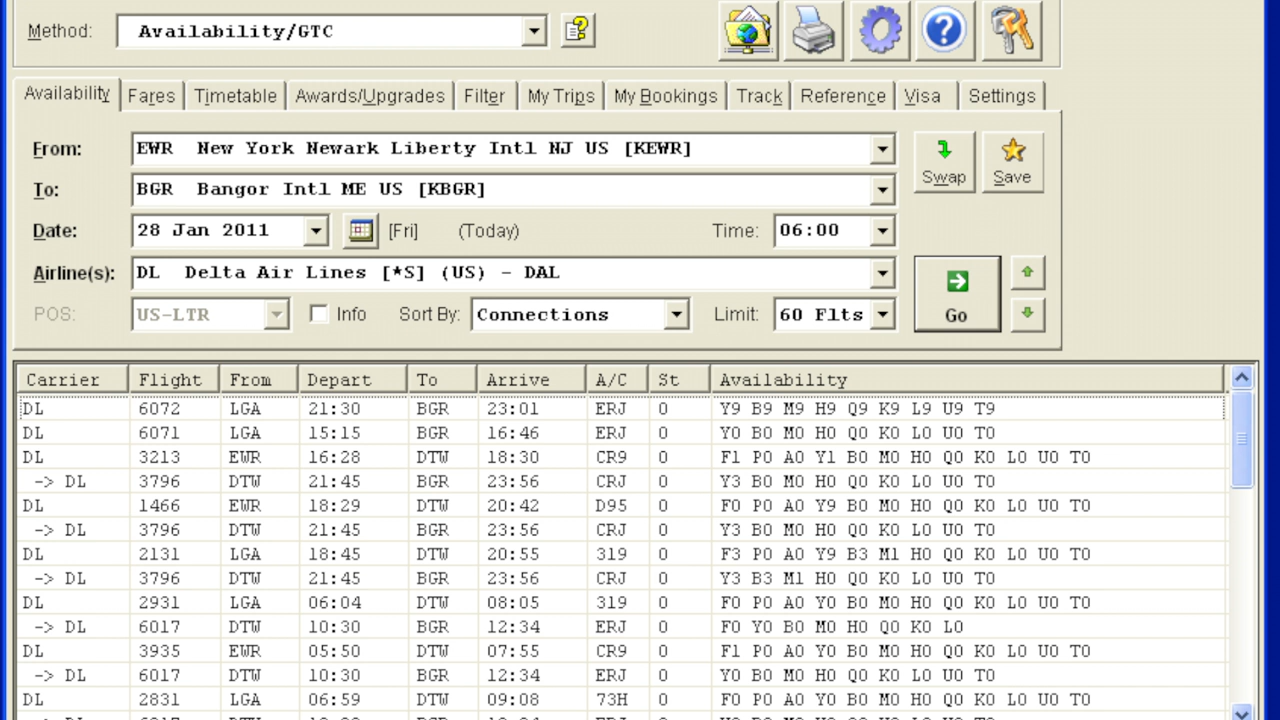 Method: Availability/GTC
Availability Fares Timetable Awards/Upgrades Filter My Trips My Bookings Track Reference Visa Settings
From: EWR New York Newark Liberty Intl NJ US [KEWR]
Swap Save
To: BGR Bangor Intl ME US [KBGR]
Date: 28 Jan 2011 [Fri] (Today) Time: 06:00
Airline(s): DL Delta Air Lines [*S] (US) - DAL
POS: US-LTR Info Sort By: Connections Limit: 60 Flts Go
Carrier Flight From Depart To Arrive A/C St Availability
DL 6072 LGA 21:30 BGR 23:01 ERJ 0 Y9 B9 M9 H9 Q9 K9 L9 U9 T9
DL 6071 LGA 15:15 BGR 16:46 ERJ 0 Y0 B0 M0 H0 Q0 K0 L0 U0 T0
DL 3213 EWR 16:28 DTW 18:30 CR9 0 F1 P0 A0 Y1 B0 M0 H0 Q0 K0 L0 U0 T0
-> DL 3796 DTW 21:45 BGR 23:56 CRJ 0 Y3 B0 M0 H0 Q0 K0 L0 U0 T0
DL 1466 EWR 18:29 DTW 20:42 D95 0 F0 P0 A0 Y9 B0 M0 H0 Q0 K0 L0 U0 T0
-> DL 3796 DTW 21:45 BGR 23:56 CRJ 0 Y3 B0 M0 H0 Q0 K0 L0 U0 T0
DL 2131 LGA 18:45 DTW 20:55 319 0 F3 P0 A0 Y9 B3 M1 H0 Q0 K0 L0 U0 T0
-> DL 3796 DTW 21:45 BGR 23:56 CRJ 0 Y3 B3 M1 H0 Q0 K0 L0 U0 T0
DL 2931 LGA 06:04 DTW 08:05 319 0 F0 P0 A0 Y0 B0 M0 H0 Q0 K0 L0 U0 T0
-> DL 6017 DTW 10:30 BGR 12:34 ERJ 0 F0 Y0 B0 M0 H0 Q0 K0 L0
DL 3935 EWR 05:50 DTW 07:55 CR9 0 F1 P0 A0 Y0 B0 M0 H0 Q0 K0 L0 U0 T0
-> DL 6017 DTW 10:30 BGR 12:34 ERJ 0 Y0 B0 M0 H0 Q0 K0 L0 U0 T0
DL 2831 LGA 06:59 DTW 09:08 73H 0 F0 P0 A0 Y0 B0 M0 H0 Q0 K0 L0 U0 T0